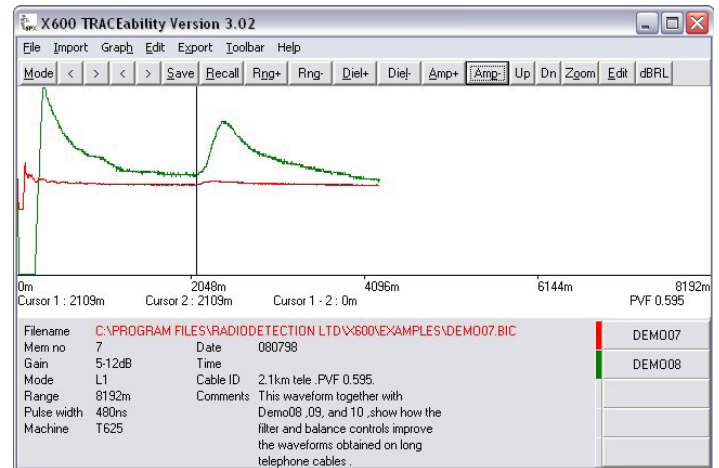 X600 TRACEability Version 3.02
File Import Graph Edit Export Toolbar Help
Mode < > < > Save Recall Rng+ Rng- Diel+ Diel- Amp+ Amp- Up Dn Zoom Edit dBRL
0m 2048m 4096m 6144m 8192m
Cursor 1 : 2109m Cursor 2 : 2109m Cursor 1 - 2 : 0m PVF 0.595
Filename C:\PROGRAM FILES\RADIODETECTION LTD\X600\EXAMPLES\DEMO07.BIC
DEMO07
Mem no 7 Date 080798
Gain 5-12dB Time
DEMO08
Mode L1 Cable ID 2.1km tele .PVF 0.595.
Range 8192m Comments This waveform together with
Pulse width 480ns Demo08 ,09, and 10 ,show how the
Machine T625 filter and balance controls improve
the waveforms obtained on long
telephone cables .